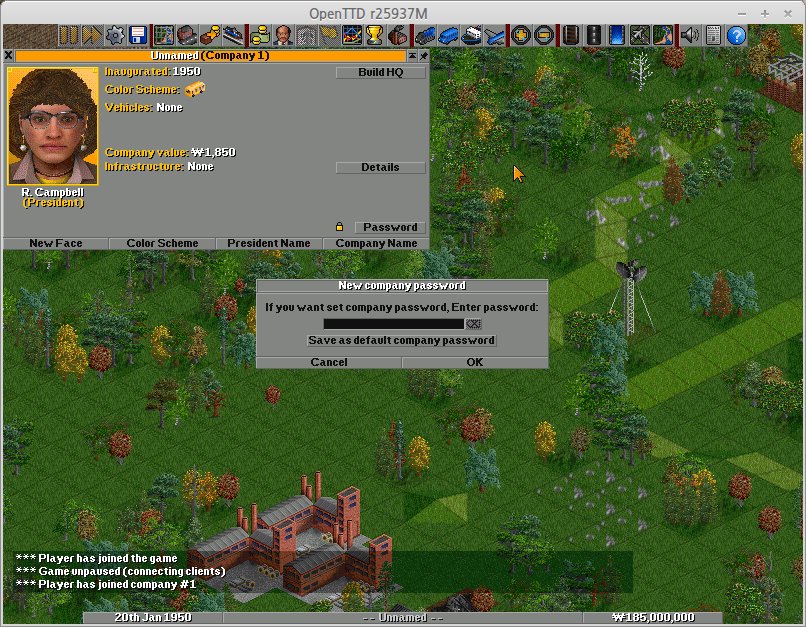 OpenTTD r25937M
Unnamed (Company 1)
Inaugurated: 1950
Build HQ
Color Scheme:
Vehicles: None
Company value: ₩1,850
Infrastructure: None
Details
R. Campbell
(President)
Password
New Face
Color Scheme
President Name
Company Name
New company password
If you want set company password, Enter password:
Save as default company password
Cancel
OK
*** Player has joined the game
*** Game unpaused (connecting clients)
*** Player has joined company #1
20th Jan 1950
-- Unnamed --
₩185,000,000